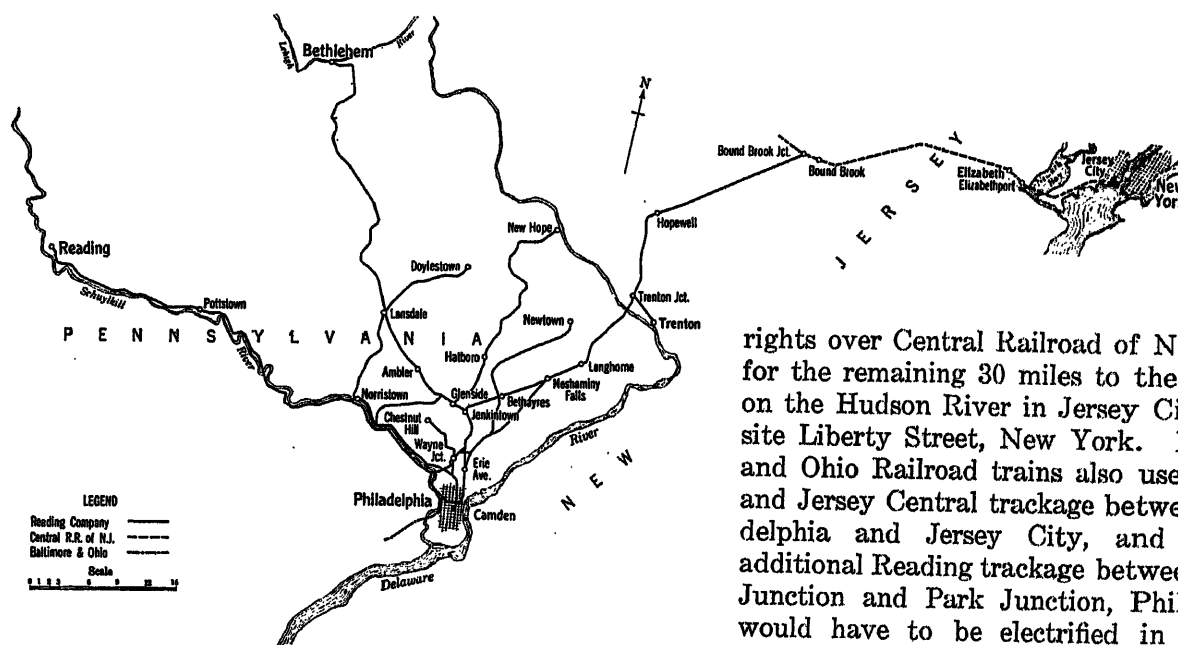 Lehigh
Bethlehem
River
N
Bound Brook Jct.
Bound Brook
Elizabeth
Elizabethport
Jersey
City
New
York
JERSEY
Hopewell
New Hope
Reading
Doylestown
Schuylkill
Pottstown
Lansdale
Newtown
Trenton Jct.
Trenton
PENNSYLVANIA
River
Hatboro
Langhorne
Ambler
Neshaminy
Falls
Norristown
Glenside
Bethayres
Chestnut
Hill
Jenkintown
Wayne
Jct.
Erie
Ave.
River
NEW
Philadelphia
Camden
Delaware
LEGEND
Reading Company
Central R.R. of N.J.
Baltimore & Ohio
Scale
rights over Central Railroad of N
for the remaining 30 miles to the
on the Hudson River in Jersey Ci
site Liberty Street, New York.
and Ohio Railroad trains also use
and Jersey Central trackage betwe
delphia and Jersey City, and
additional Reading trackage between
Junction and Park Junction, Phil
would have to be electrified in